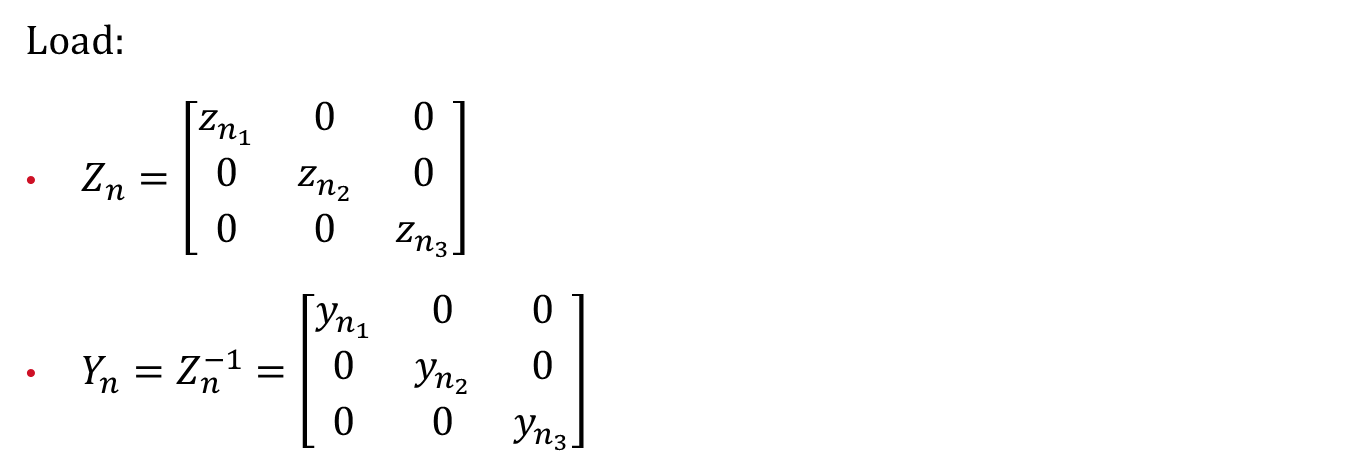 Load:
• Z_n = [z_{n_1} 0 0
0 z_{n_2} 0
0 0 z_{n_3}]
• Y_n = Z_n^{-1} = [y_{n_1} 0 0
0 y_{n_2} 0
0 0 y_{n_3}]